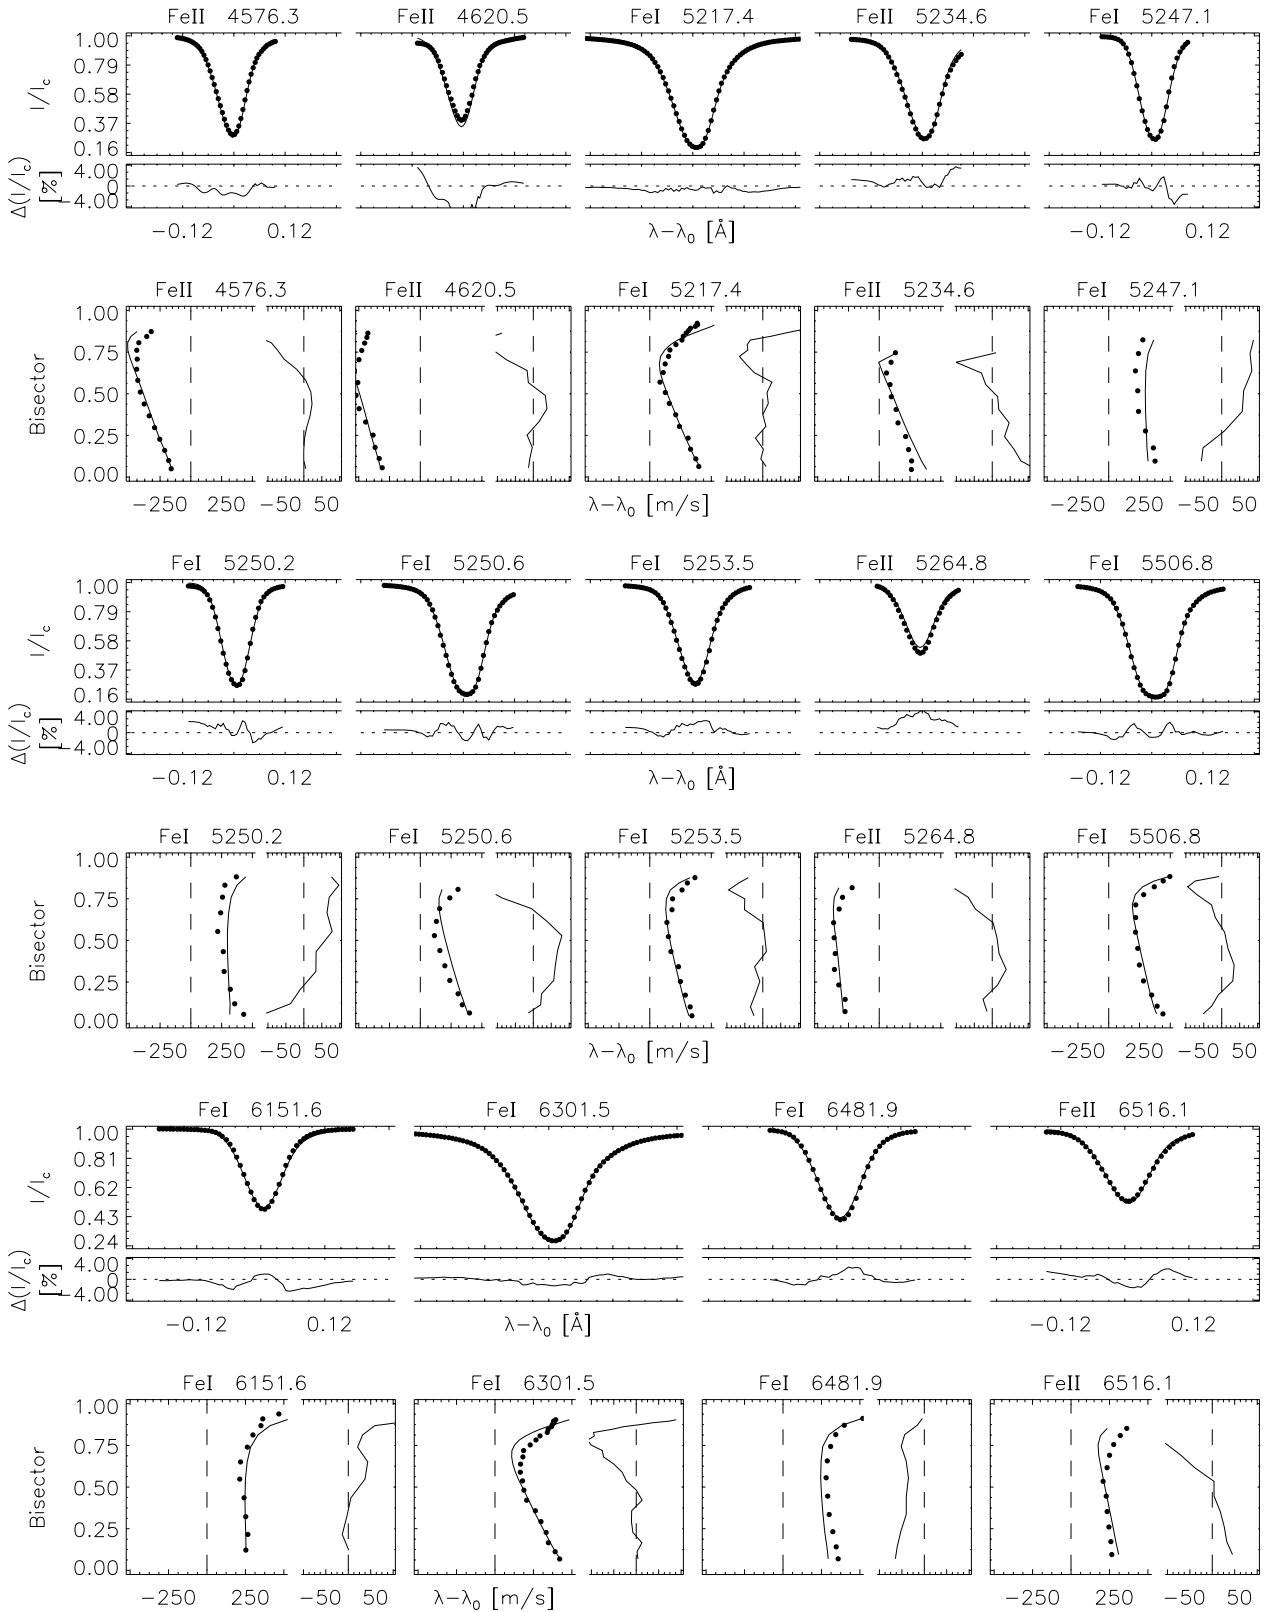 FeII 4576.3 FeII 4620.5 FeI 5217.4 FeII 5234.6 FeI 5247.1
I/Ic
1.00
0.79
0.58
0.37
0.16
Δ(I/Ic)
[%]
4.00
0
−4.00
−0.12 0.12 λ−λ0 [Å] −0.12 0.12
FeII 4576.3 FeII 4620.5 FeI 5217.4 FeII 5234.6 FeI 5247.1
Bisector
1.00
0.75
0.50
0.25
0.00
−250 250 −50 50 λ−λ0 [m/s] −250 250 −50 50
FeI 5250.2 FeI 5250.6 FeI 5253.5 FeII 5264.8 FeI 5506.8
I/Ic
1.00
0.79
0.58
0.37
0.16
Δ(I/Ic)
[%]
4.00
0
−4.00
−0.12 0.12 λ−λ0 [Å] −0.12 0.12
FeI 5250.2 FeI 5250.6 FeI 5253.5 FeII 5264.8 FeI 5506.8
Bisector
1.00
0.75
0.50
0.25
0.00
−250 250 −50 50 λ−λ0 [m/s] −250 250 −50 50
FeI 6151.6 FeI 6301.5 FeI 6481.9 FeII 6516.1
I/Ic
1.00
0.81
0.62
0.43
0.24
Δ(I/Ic)
[%]
4.00
0
−4.00
−0.12 0.12 λ−λ0 [Å] −0.12 0.12
FeI 6151.6 FeI 6301.5 FeI 6481.9 FeII 6516.1
Bisector
1.00
0.75
0.50
0.25
0.00
−250 250 −50 50 λ−λ0 [m/s] −250 250 −50 50